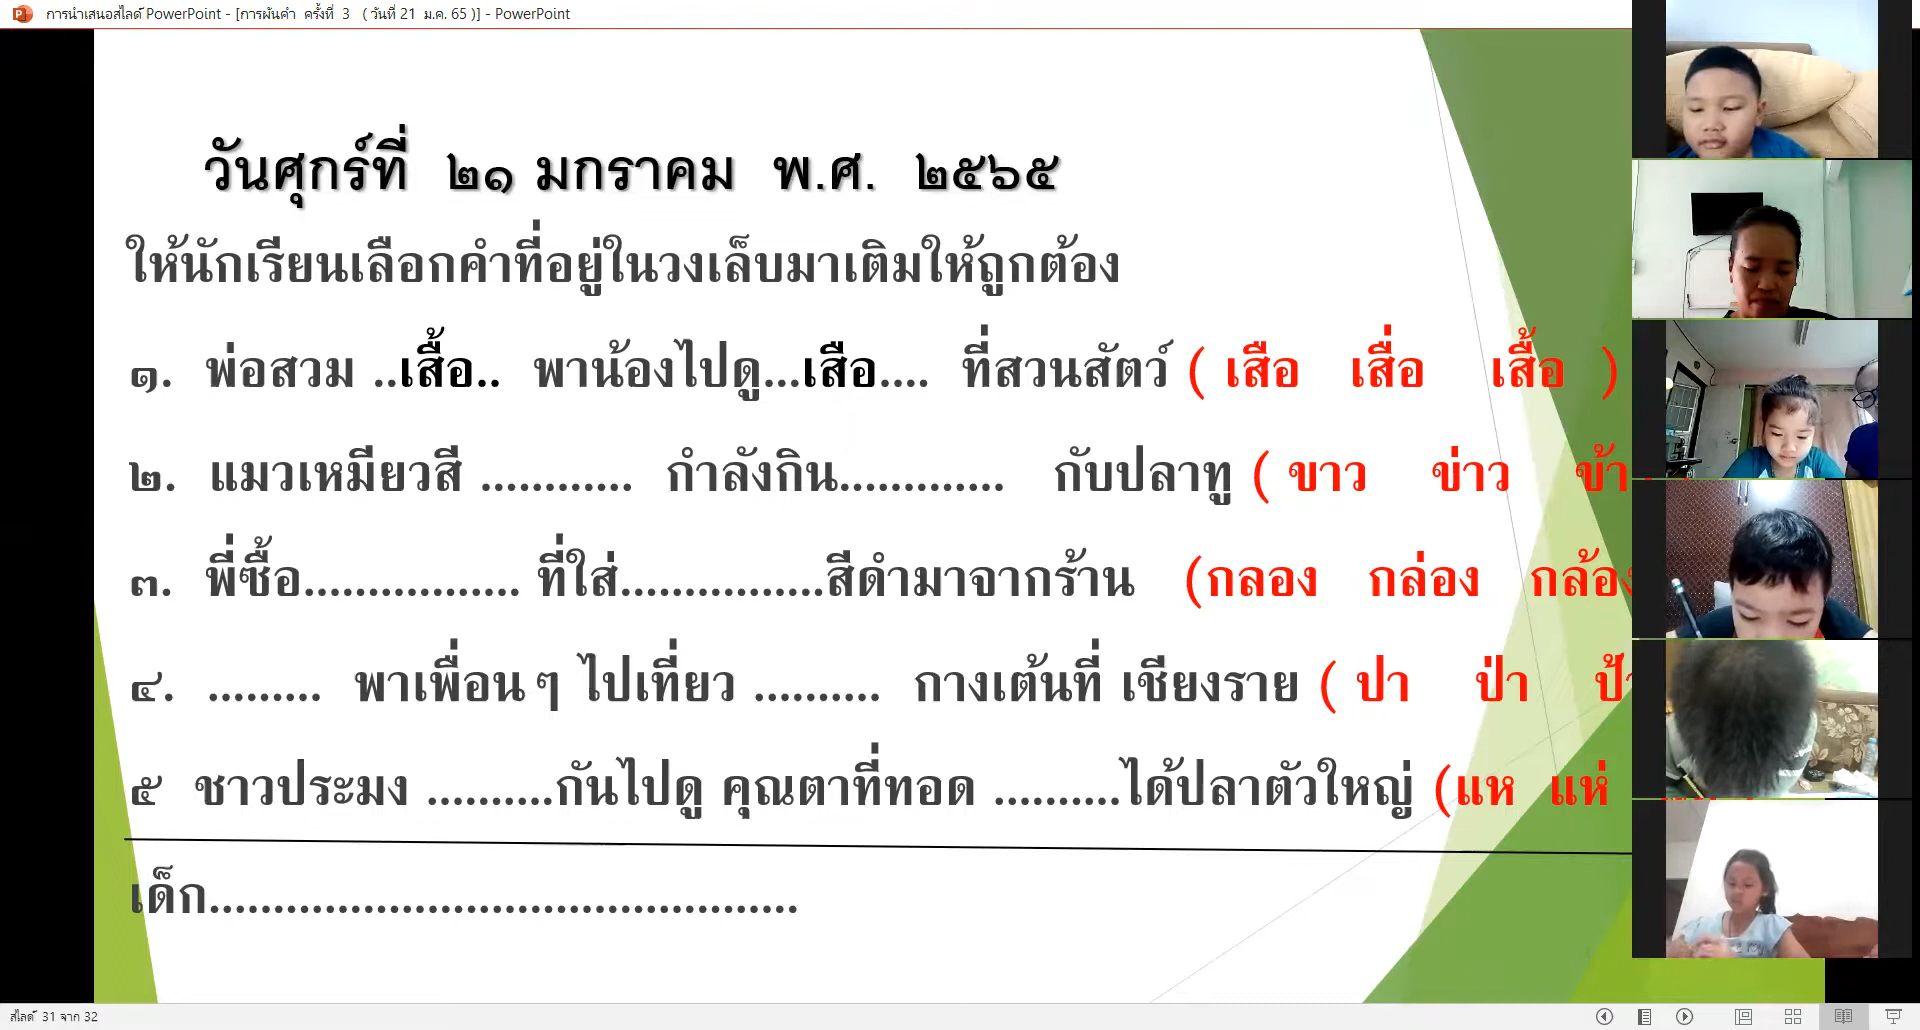 การนำเสนอสไลด์ PowerPoint - [การผันคำ ครั้งที่ 3 ( วันที่ 21 ม.ค. 65 )] - PowerPoint
วันศุกร์ที่ ๒๑ มกราคม พ.ศ. ๒๕๖๕
ให้นักเรียนเลือกคำที่อยู่ในวงเล็บมาเติมให้ถูกต้อง
๑. พ่อสวม ..เสื้อ.. พาน้องไปดู...เสือ.... ที่สวนสัตว์ ( เสือ เสื่อ เสื้อ )
๒. แมวเหมียวสี ............ กำลังกิน............. กับปลาทู ( ขาว ข่าว
๓. พี่ซื้อ................. ที่ใส่................สีดำมาจากร้าน (กลอง กล่อง กล้อง
๔. ......... พาเพื่อนๆ ไปเที่ยว .......... กางเต้นที่ เชียงราย ( ปา ป่า ป้า
๕ ชาวประมง ..........กันไปดู คุณตาที่ทอด ..........ได้ปลาตัวใหญ่ (แห แห่
เด็ก..............................................
สไลด์ 31 จาก 32